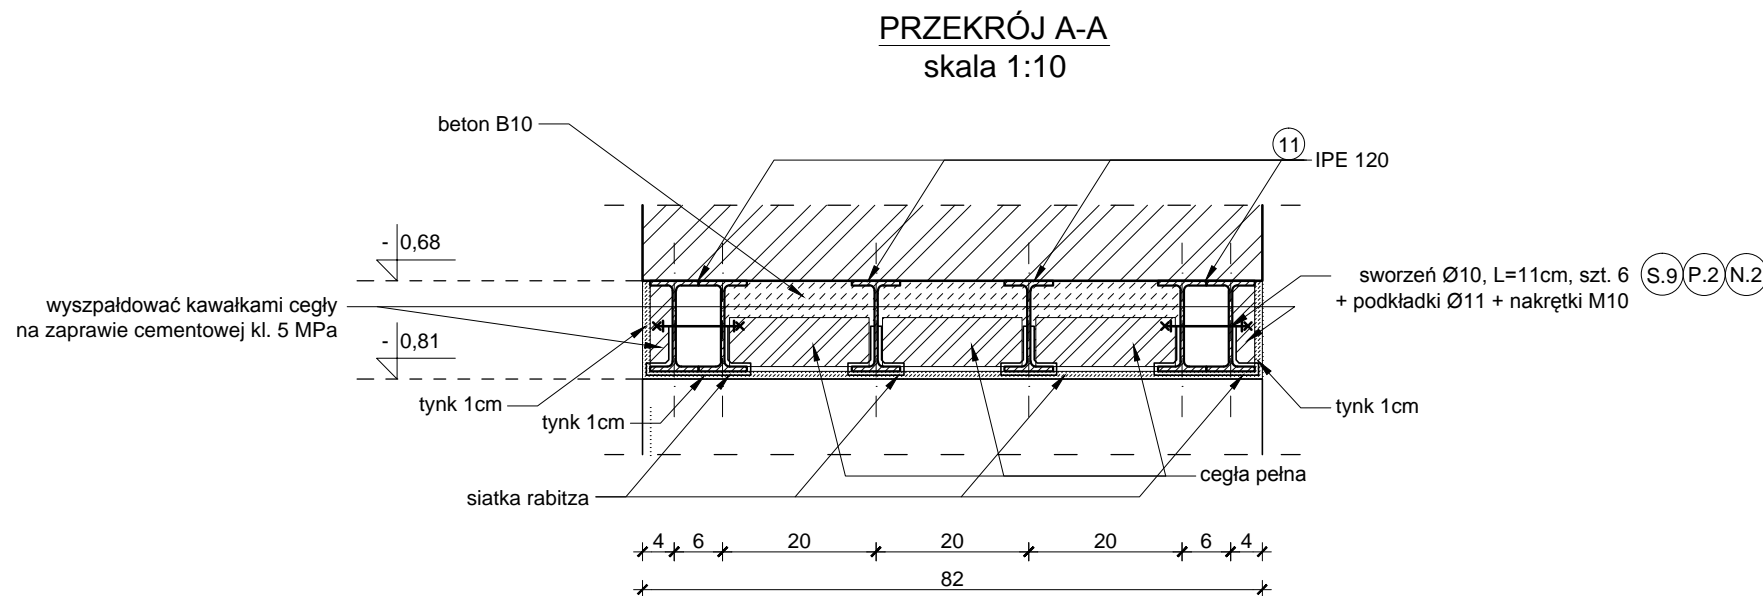 PRZEKRÓJ A-A
skala 1:10
beton B10
11
IPE 120
- 0,68
wyszpałdować kawałkami cegły
na zaprawie cementowej kl. 5 MPa
- 0,81
sworzeń Ø10, L=11cm, szt. 6
+ podkładki Ø11 + nakrętki M10
S.9 P.2 N.2
tynk 1cm
tynk 1cm
tynk 1cm
cegła pełna
siatka rabitza
4 6 20 20 20 6 4
82